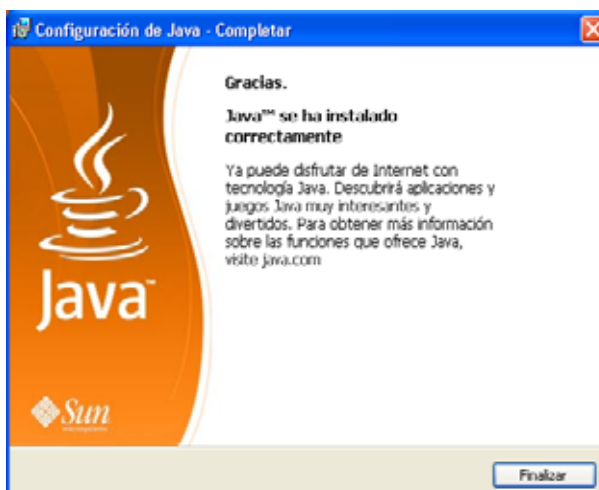 Configuración de Java - Completar
Gracias.
Java™ se ha instalado
correctamente
Ya puede disfrutar de Internet con
tecnología Java. Descubrirá aplicaciones y
juegos Java muy interesantes y
divertidos. Para obtener más información
sobre las funciones que ofrece Java,
visite java.com
Java™
Sun
Finalizar